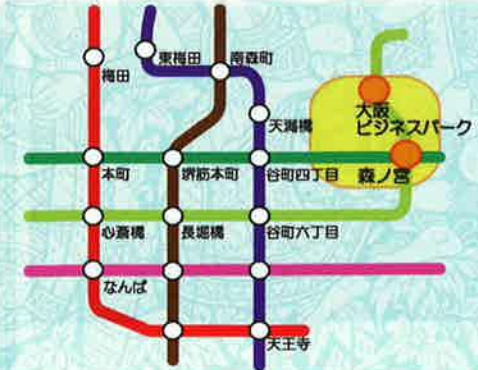 東梅田
南森町
梅田
天満橋
大阪
ビジネスパーク
本町
堺筋本町
谷町四丁目
森ノ宮
心斎橋
長堀橋
谷町六丁目
なんば
天王寺